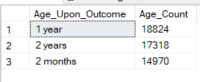 Age_Upon_Outcome Age_Count
1 1 year 18824
2 2 years 17318
3 2 months 14970